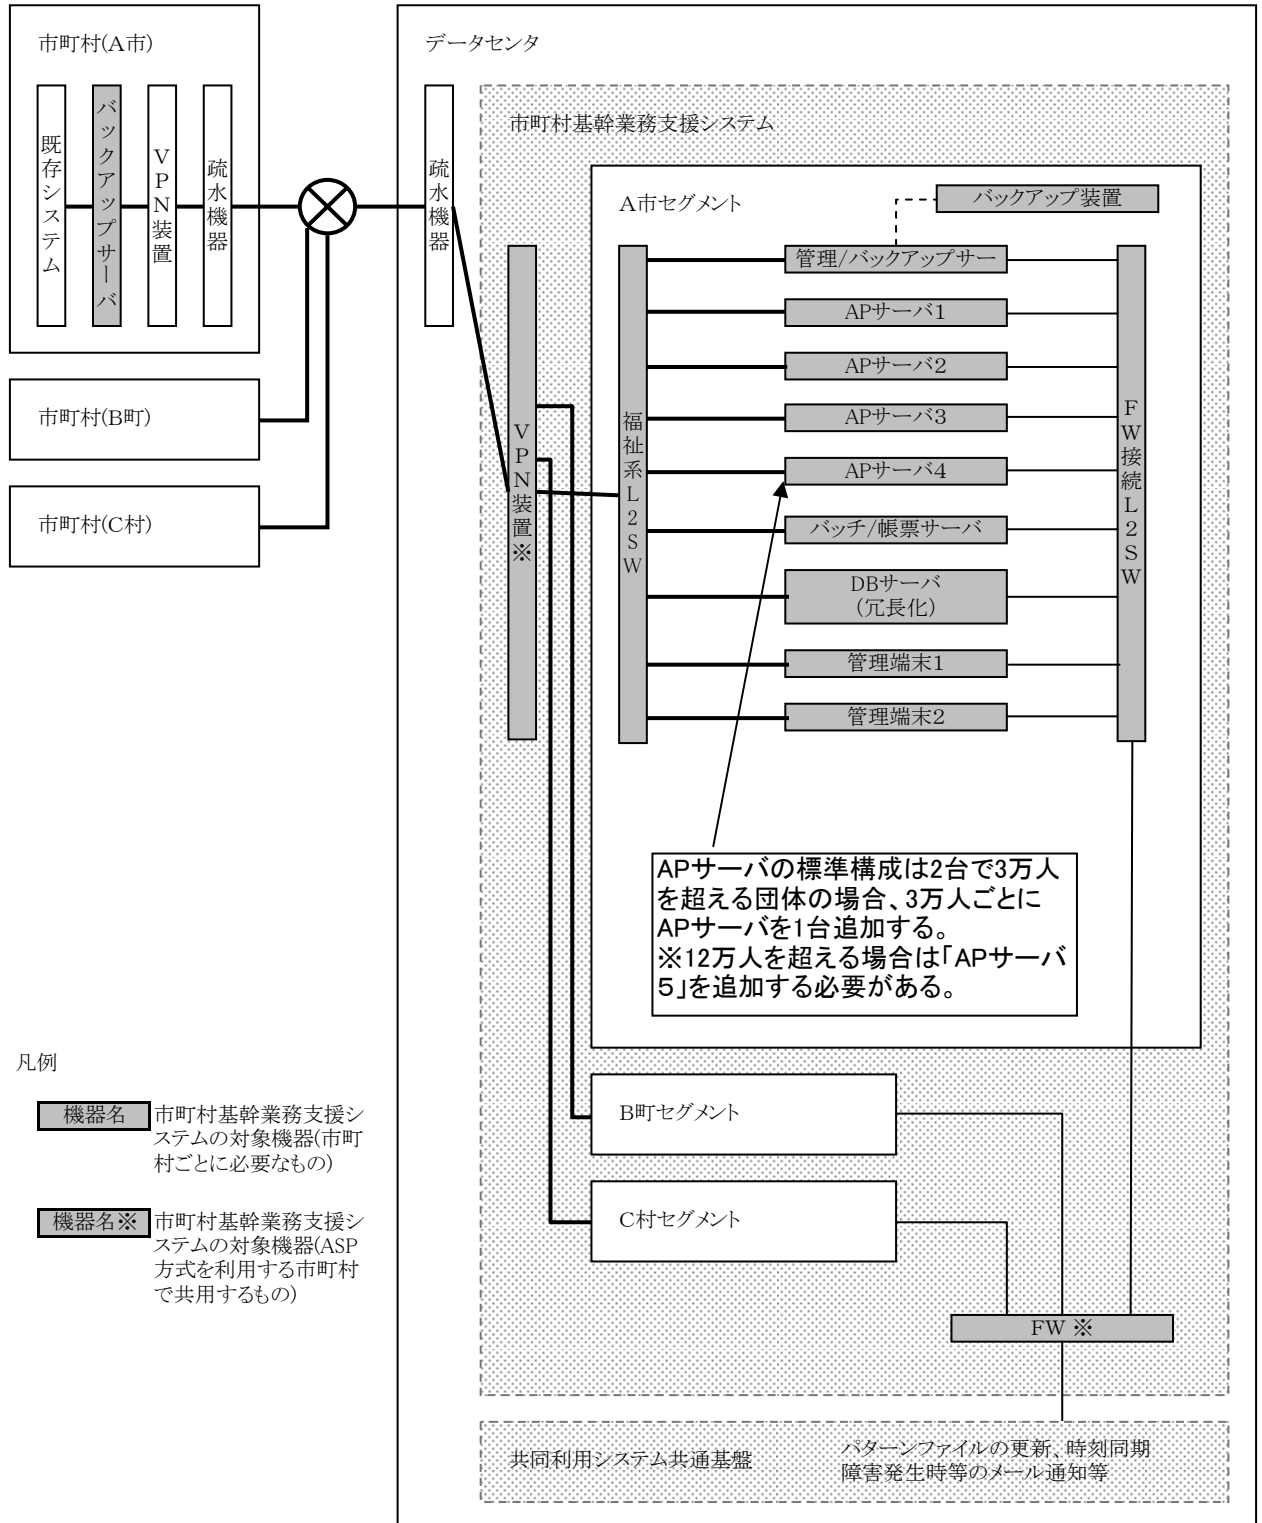 市町村(A市)
既存システム
バックアップサーバ
VPN装置
疏水機器
市町村(B町)
市町村(C村)
データセンタ
疏水機器
市町村基幹業務支援システム
VPN装置※
A市セグメント
バックアップ装置
福祉系L2SW
管理/バックアップサー
APサーバ1
APサーバ2
APサーバ3
APサーバ4
バッチ/帳票サーバ
DBサーバ
(冗長化)
管理端末1
管理端末2
FW接続L2SW
APサーバの標準構成は2台で3万人
を超える団体の場合、3万人ごとに
APサーバを1台追加する。
※12万人を超える場合は「APサーバ
5」を追加する必要がある。
B町セグメント
C村セグメント
FW ※
共同利用システム共通基盤
パターンファイルの更新、時刻同期
障害発生時等のメール通知等
凡例
機器名
市町村基幹業務支援シ
ステムの対象機器(市町
村ごとに必要なもの)
機器名※
市町村基幹業務支援シ
ステムの対象機器(ASP
方式を利用する市町村
で共用するもの)